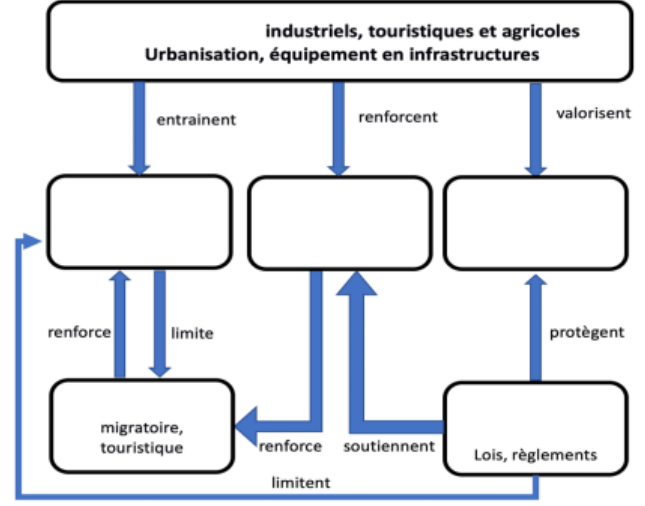 industriels, touristiques et agricoles
Urbanisation, équipement en infrastructures
entrainent
renforcent
valorisent
renforce
limite
protègent
migratoire,
touristique
renforce
soutiennent
Lois, règlements
limitent